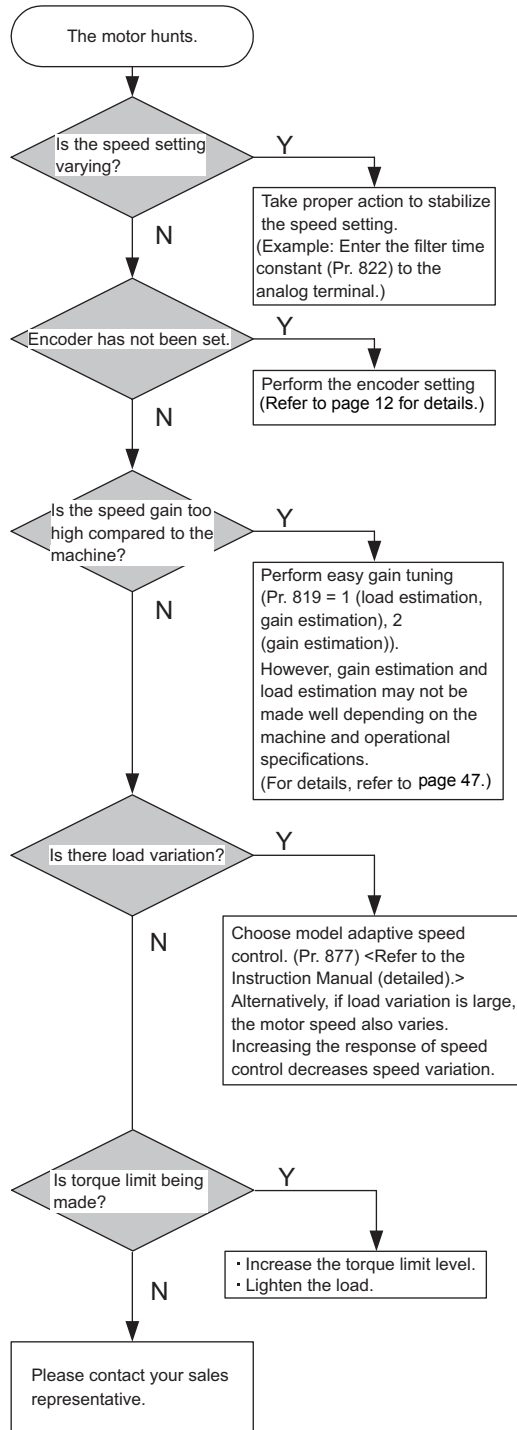 The motor hunts.
Is the speed setting
varying?
Y
Take proper action to stabilize
the speed setting.
(Example: Enter the filter time
constant (Pr. 822) to the
analog terminal.)
N
Encoder has not been set.
Y
Perform the encoder setting
(Refer to page 12 for details.)
N
Is the speed gain too
high compared to the
machine?
Y
Perform easy gain tuning
(Pr. 819 = 1 (load estimation,
gain estimation), 2
(gain estimation)).
However, gain estimation and
load estimation may not be
made well depending on the
machine and operational
specifications.
(For details, refer to page 47.)
N
Is there load variation?
Y
Choose model adaptive speed
control. (Pr. 877) <Refer to the
Instruction Manual (detailed).>
Alternatively, if load variation is large,
the motor speed also varies.
Increasing the response of speed
control decreases speed variation.
N
Is torque limit being
made?
Y
· Increase the torque limit level.
· Lighten the load.
N
Please contact your sales
representative.